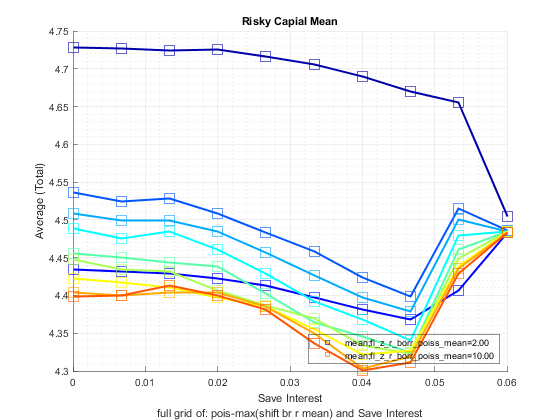 Risky Capial Mean
4.75
4.7
4.65
4.6
4.55
4.5
4.45
4.4
4.35
4.3
Average (Total)
mean;fl_z_r_borr_poiss_mean=2.00
mean;fl_z_r_borr_poiss_mean=10.00
0 0.01 0.02 0.03 0.04 0.05 0.06
Save Interest
full grid of: pois-max(shift br r mean) and Save Interest